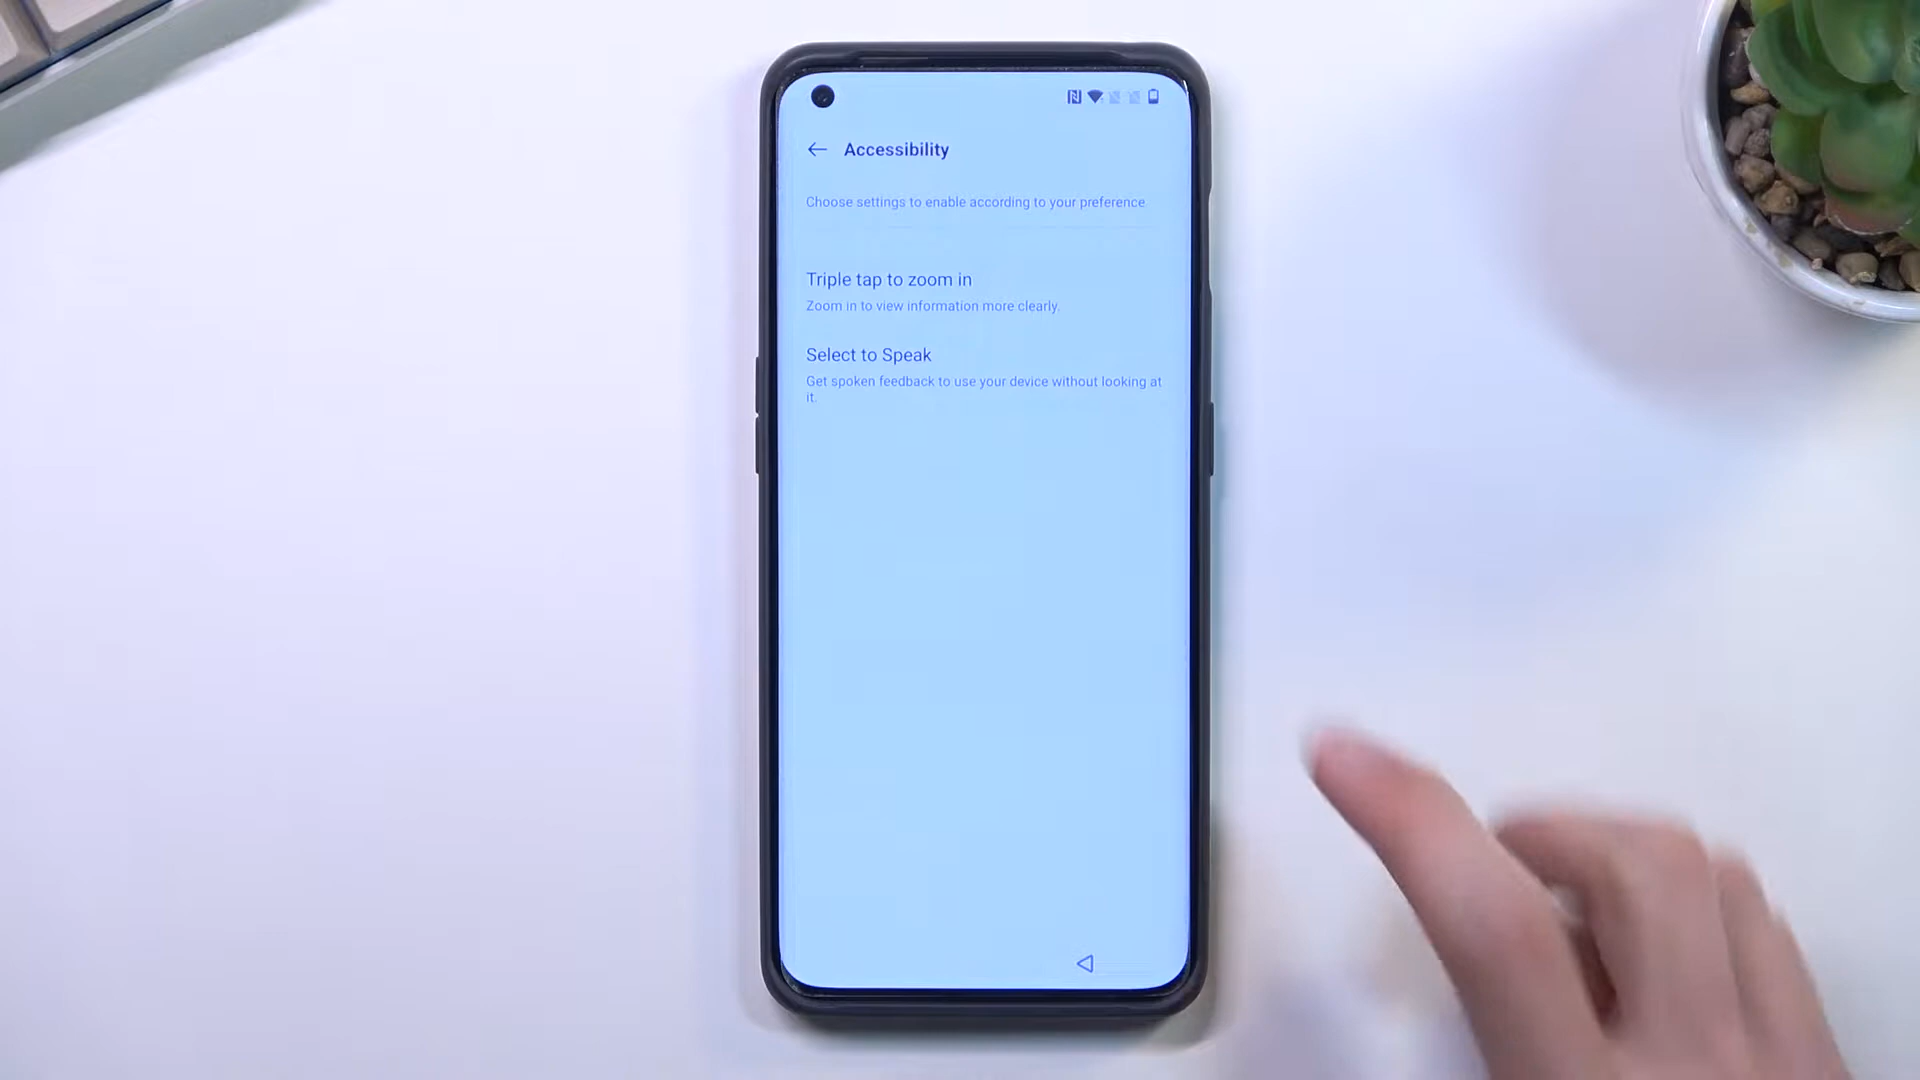 Accessibility
Choose settings to enable according to your preference
Triple tap to zoom in
Zoom in to view information more clearly.
Select to Speak
Get spoken feedback to use your device without looking at
it.